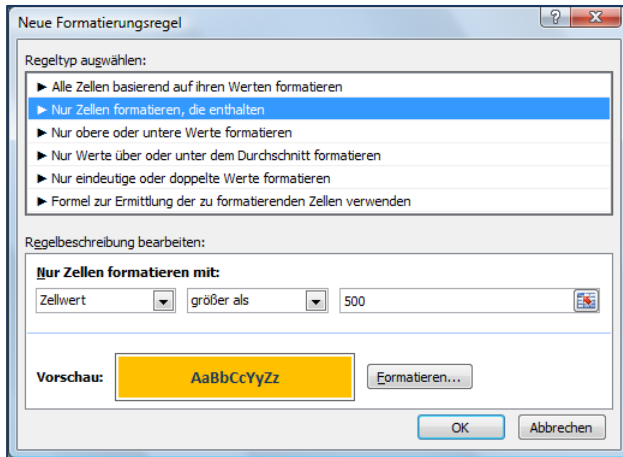 Neue Formatierungsregel
Regeltyp auswählen:
► Alle Zellen basierend auf ihren Werten formatieren
► Nur Zellen formatieren, die enthalten
► Nur obere oder untere Werte formatieren
► Nur Werte über oder unter dem Durchschnitt formatieren
► Nur eindeutige oder doppelte Werte formatieren
► Formel zur Ermittlung der zu formatierenden Zellen verwenden
Regelbeschreibung bearbeiten:
Nur Zellen formatieren mit:
Zellwert größer als 500
Vorschau: AaBbCcYyZz Formatieren...
OK Abbrechen